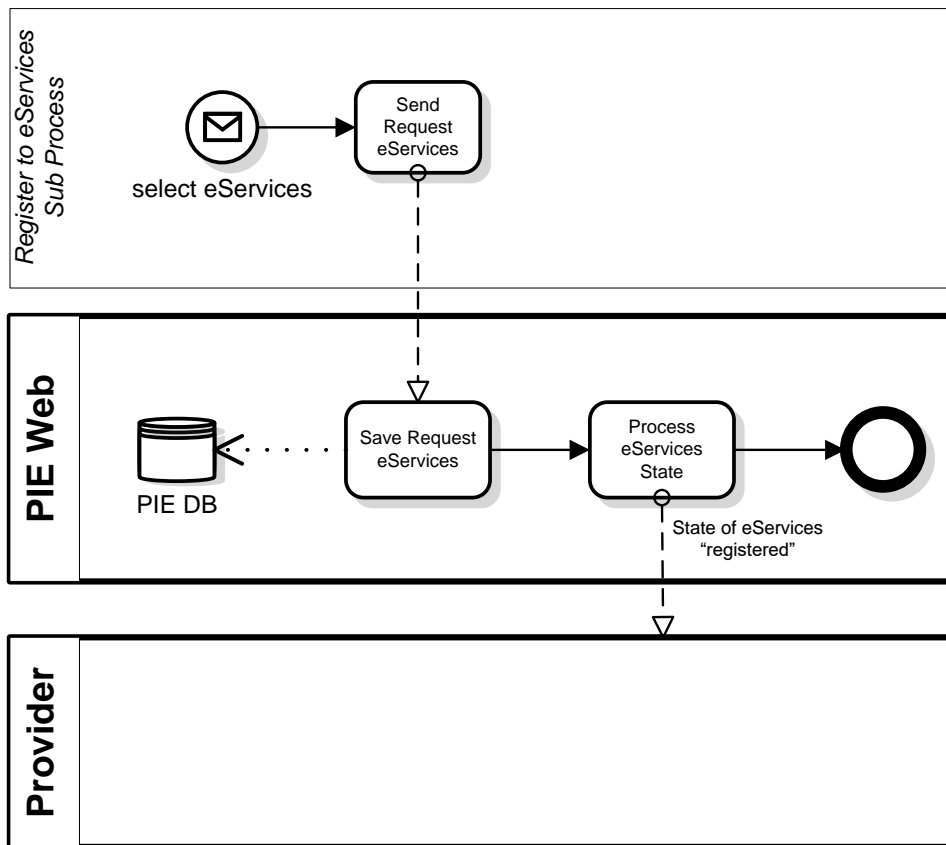 Register to eServices
Sub Process
select eServices
Send
Request
eServices
PIE Web
PIE DB
Save Request
eServices
Process
eServices
State
State of eServices
“registered”
Provider